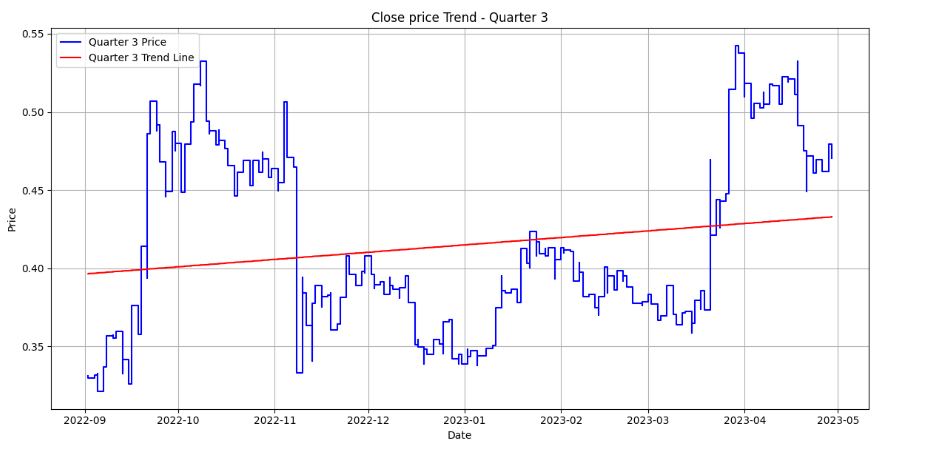 Close price Trend - Quarter 3
Quarter 3 Price
Quarter 3 Trend Line
0.55
0.50
0.45
0.40
0.35
Price
2022-09 2022-10 2022-11 2022-12 2023-01 2023-02 2023-03 2023-04 2023-05
Date